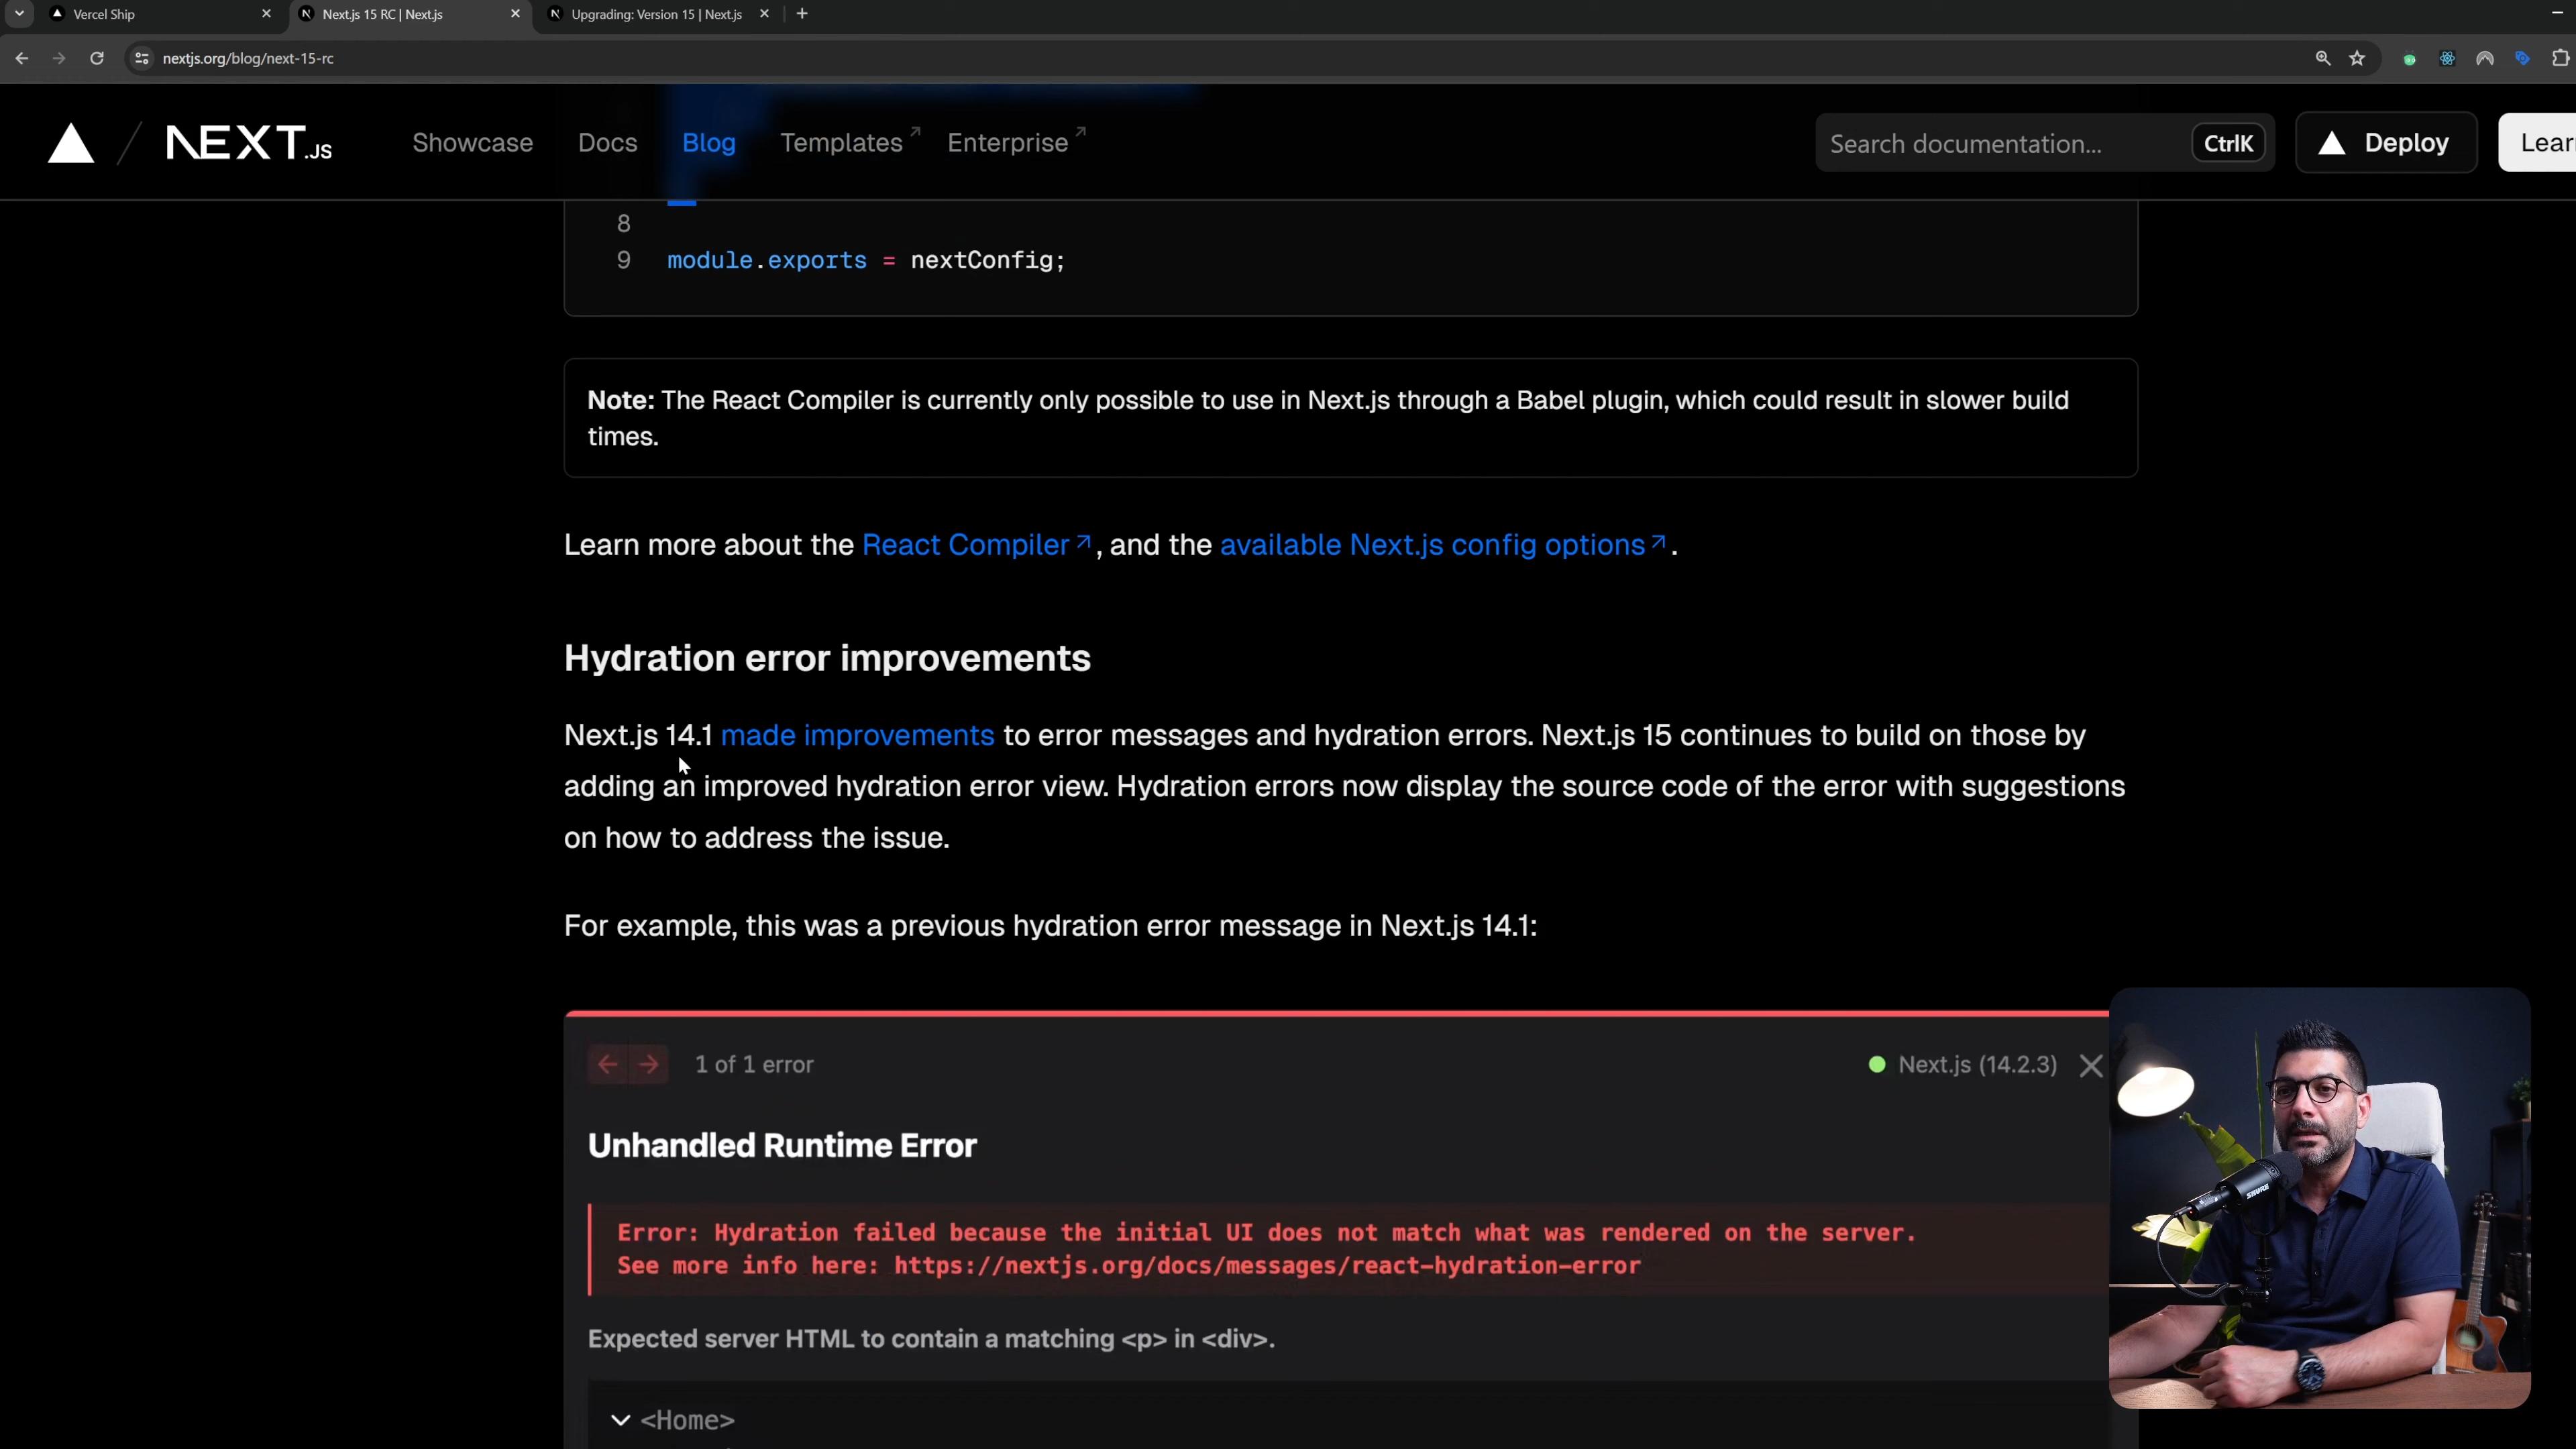 Vercel Ship
Next.js 15 RC | Next.js
Upgrading: Version 15 | Next.js
nextjs.org/blog/next-15-rc
NEXT.JS
Showcase
Docs
Blog
Templates
Enterprise
Search documentation...
CtrlK
Deploy
Lear
8
9 module.exports = nextConfig;
Note: The React Compiler is currently only possible to use in Next.js through a Babel plugin, which could result in slower build
times.
Learn more about the React Compiler, and the available Next.js config options.
Hydration error improvements
Next.js 14.1 made improvements to error messages and hydration errors. Next.js 15 continues to build on those by
adding an improved hydration error view. Hydration errors now display the source code of the error with suggestions
on how to address the issue.
For example, this was a previous hydration error message in Next.js 14.1:
1 of 1 error
Next.js (14.2.3)
Unhandled Runtime Error
Error: Hydration failed because the initial UI does not match what was rendered on the server.
See more info here: https://nextjs.org/docs/messages/react-hydration-error
Expected server HTML to contain a matching <p> in <div>.
<Home>
SHURE